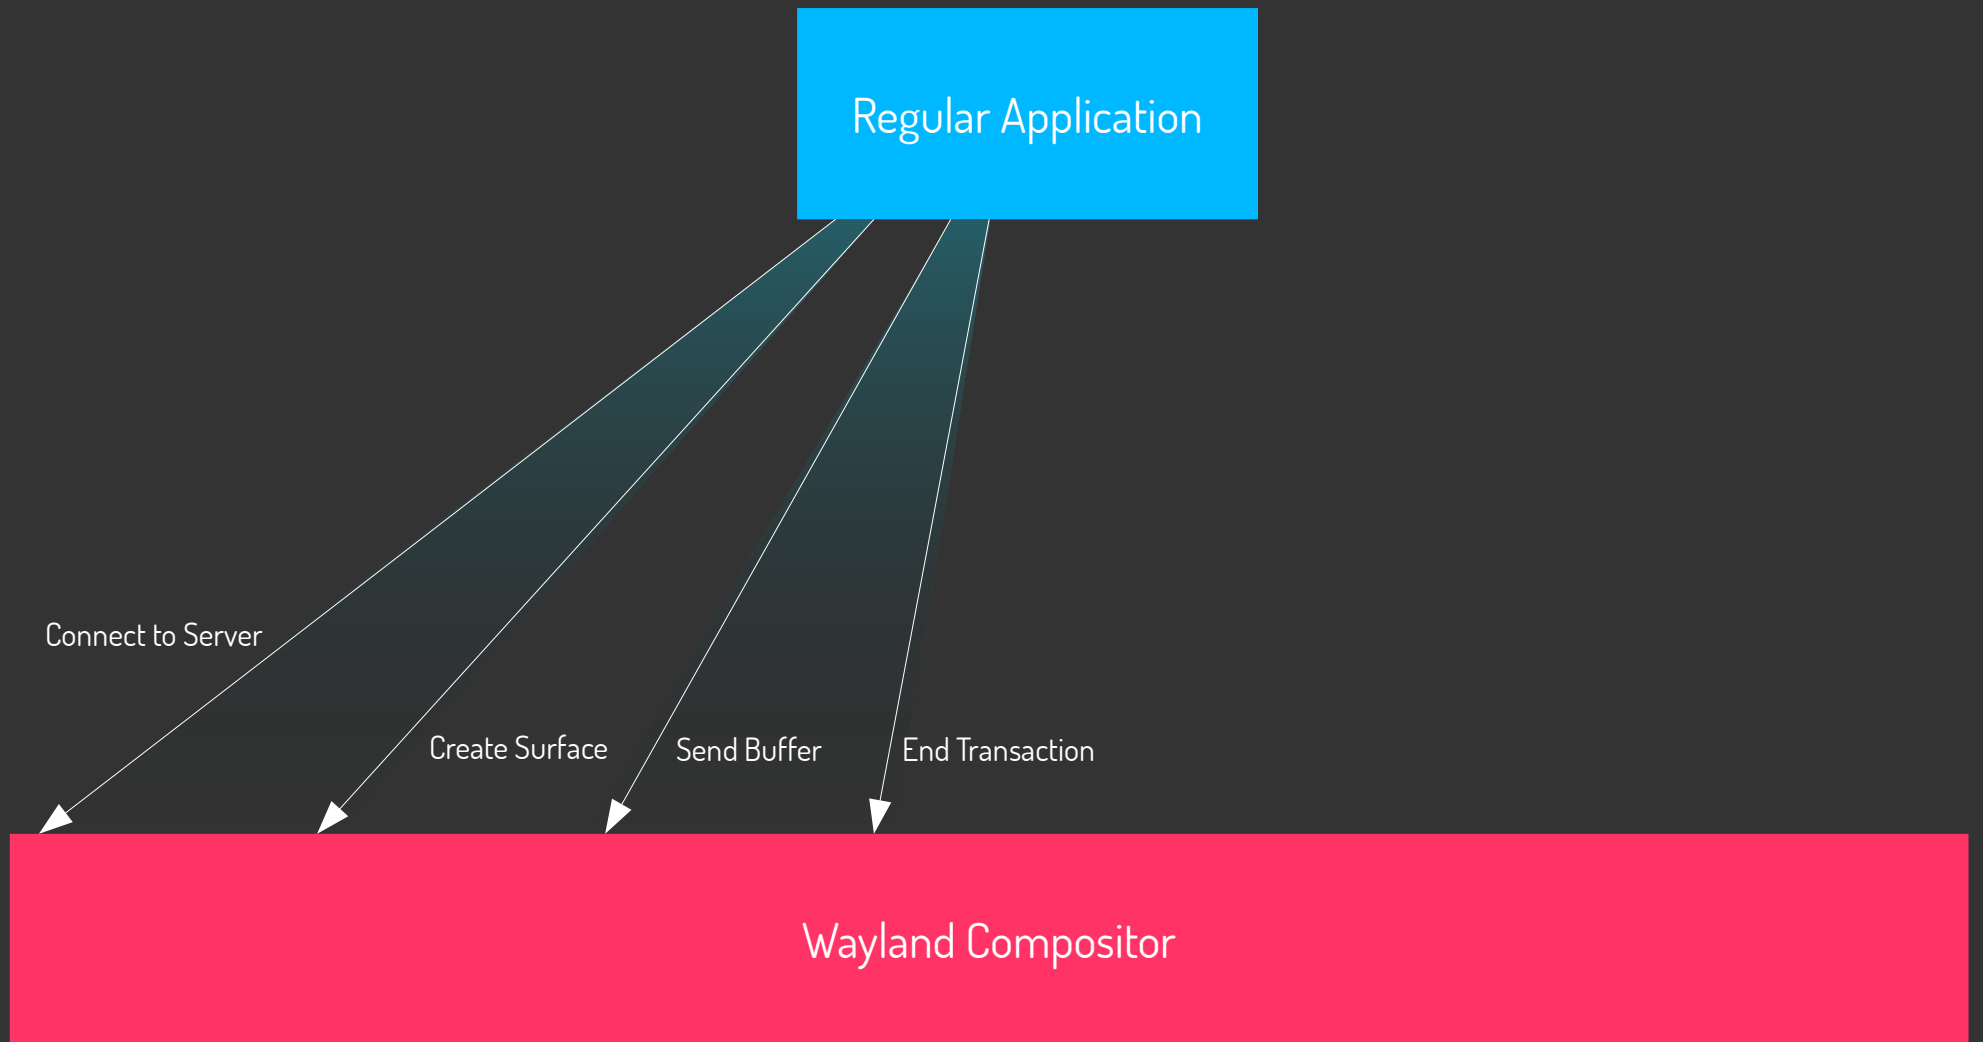 Regular Application
Connect to Server
Create Surface
Send Buffer
End Transaction
Wayland Compositor